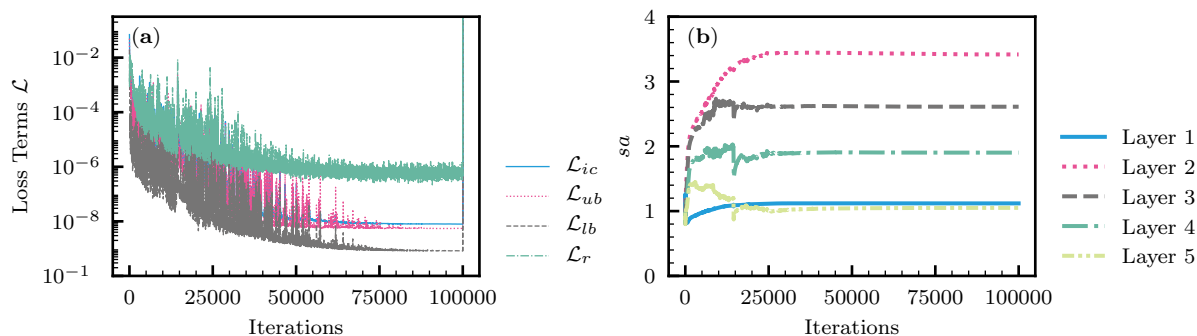 (a)
Loss Terms ℒ
10⁻²
10⁻⁴
10⁻⁶
10⁻⁸
10⁻¹
0 25000 50000 75000 100000
Iterations
ℒ_ic
ℒ_ub
ℒ_lb
ℒ_r
(b)
sa
4
3
2
1
0
0 25000 50000 75000 100000
Iterations
Layer 1
Layer 2
Layer 3
Layer 4
Layer 5